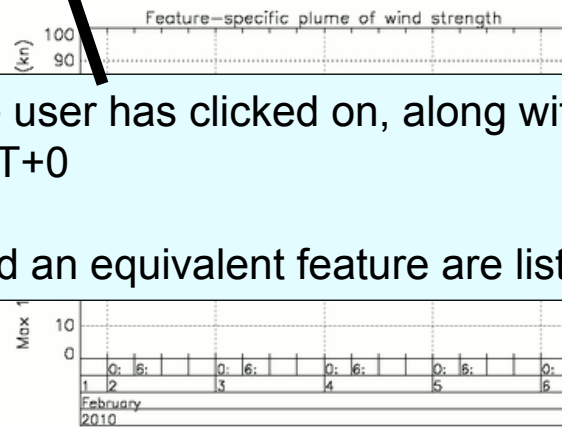 Feature-specific plume of wind strength
(kn)
100
90
user has clicked on, along
T+0
d an equivalent feature are list
Max 1
10
0
0: 6: 0: 6: 0: 6: 0: 6: 0:
1 2 3 4 5 6
February
2010